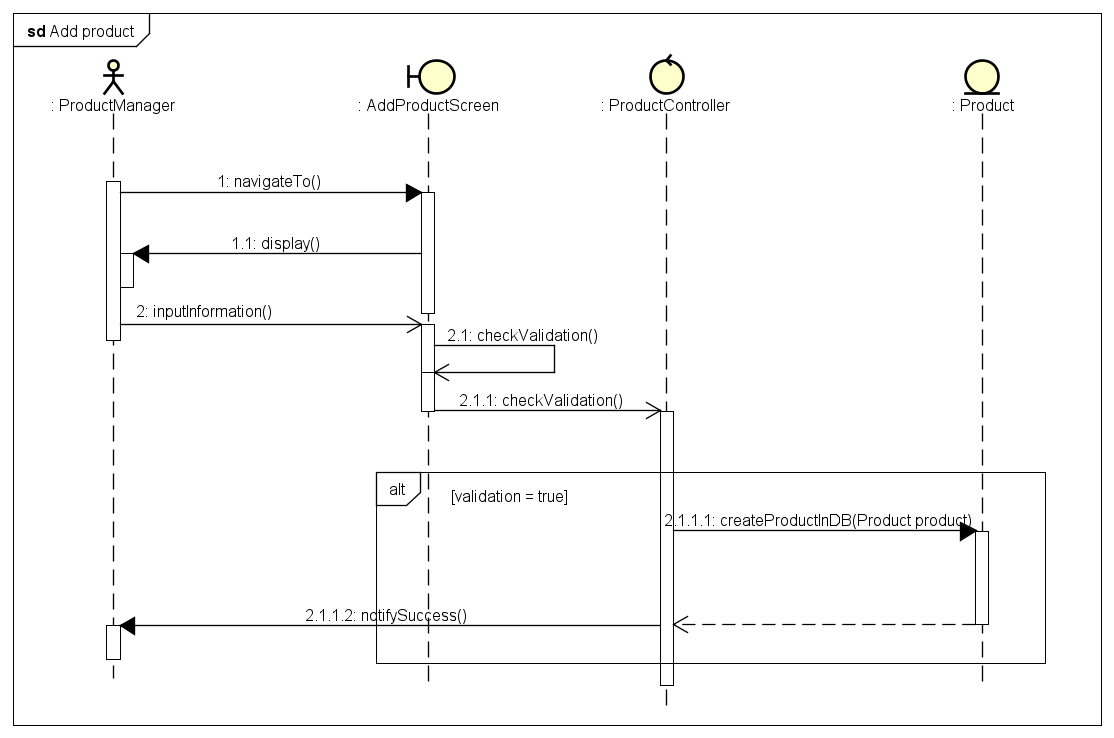 sd Add product
: ProductManager
: AddProductScreen
: ProductController
: Product
1: navigateTo()
1.1: display()
2: inputInformation()
2.1: checkValidation()
2.1.1: checkValidation()
alt
[validation = true]
2.1.1.1: createProductInDB(Product product)
2.1.1.2: notifySuccess()